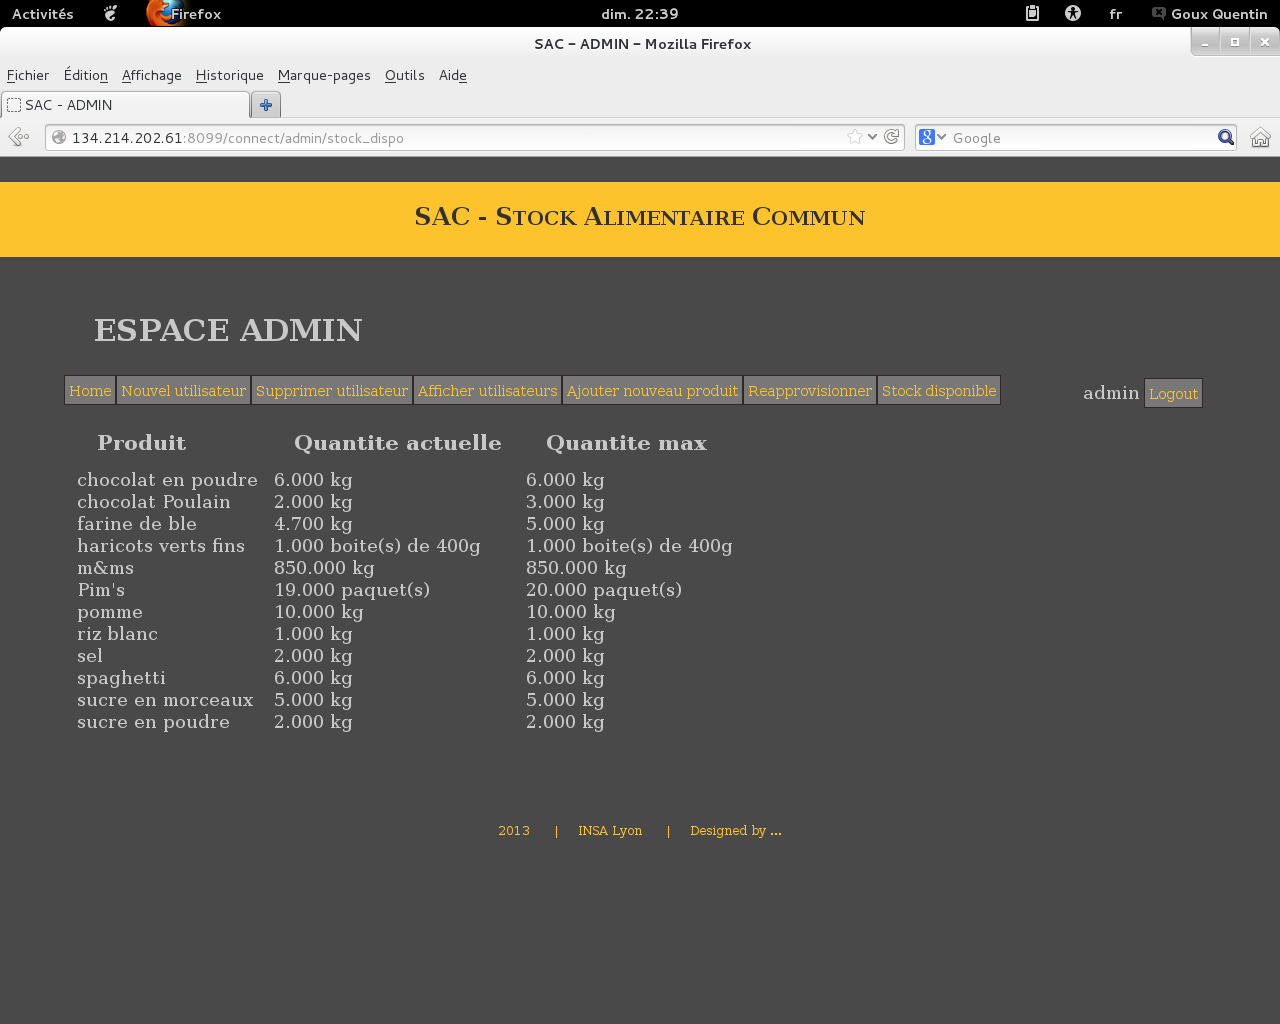 Activités Firefox dim. 22:39 fr Goux Quentin
SAC - ADMIN - Mozilla Firefox
Fichier Édition Affichage Historique Marque-pages Outils Aide
SAC - ADMIN
134.214.202.61:8099/connect/admin/stock_dispo Google
SAC - Stock Alimentaire Commun
ESPACE ADMIN
Home Nouvel utilisateur Supprimer utilisateur Afficher utilisateurs Ajouter nouveau produit Reapprovisionner Stock disponible admin Logout
Produit Quantite actuelle Quantite max
chocolat en poudre 6.000 kg 6.000 kg
chocolat Poulain 2.000 kg 3.000 kg
farine de ble 4.700 kg 5.000 kg
haricots verts fins 1.000 boite(s) de 400g 1.000 boite(s) de 400g
m&ms 850.000 kg 850.000 kg
Pim's 19.000 paquet(s) 20.000 paquet(s)
pomme 10.000 kg 10.000 kg
riz blanc 1.000 kg 1.000 kg
sel 2.000 kg 2.000 kg
spaghetti 6.000 kg 6.000 kg
sucre en morceaux 5.000 kg 5.000 kg
sucre en poudre 2.000 kg 2.000 kg
2013 | INSA Lyon | Designed by ...